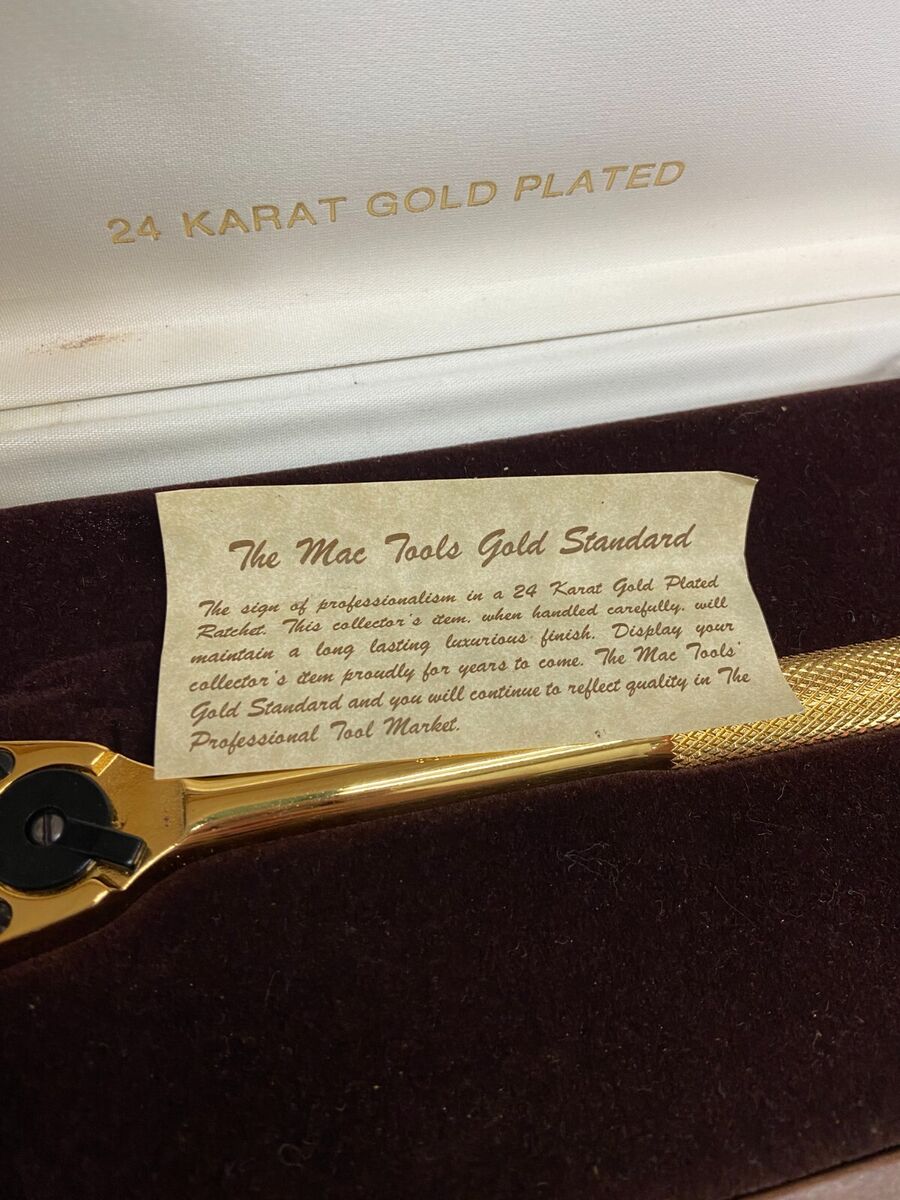 24 KARAT GOLD PLATED
The Mac Tools Gold Standard
The sign of professionalism in a 24 Karat Gold Plated
Ratchet. This collector's item, when handled carefully, will
maintain a long lasting luxurious finish. Display your
collector's item proudly for years to come. The Mac Tools'
Gold Standard and you will continue to reflect quality in The
Professional Tool Market.